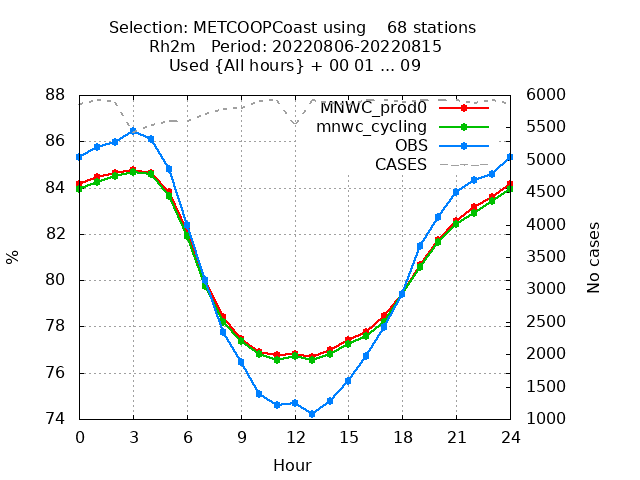 Selection: METCOOPCoast using    68 stations
Rh2m   Period: 20220806-20220815
Used {All hours} + 00 01 ... 09
88 6000
MNWC_prod0
mnwc_cycling
OBS
CASES
86 5500
5000
84 4500
82 4000
3500
80 3000
78 2500
2000
76 1500
74 1000
%
No cases
0 3 6 9 12 15 18 21 24
Hour